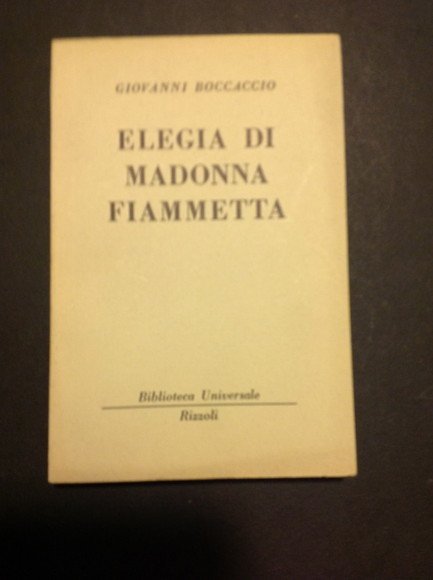 GIOVANNI BOCCACCIO
ELEGIA DI
MADONNA
FIAMMETTA
Biblioteca Universale
Rizzoli